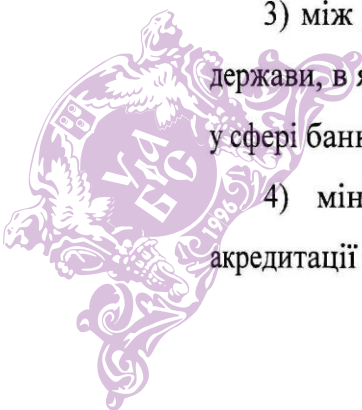 3) між
держави, в я
у сфері банк
4) мін
акредитації
УАБС
1996